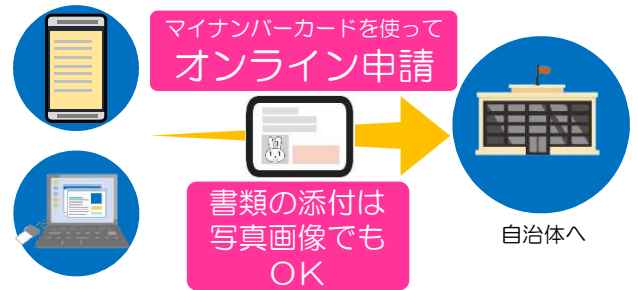 マイナンバーカードを使って
オンライン申請
書類の添付は
写真画像でも
ＯＫ
自治体へ